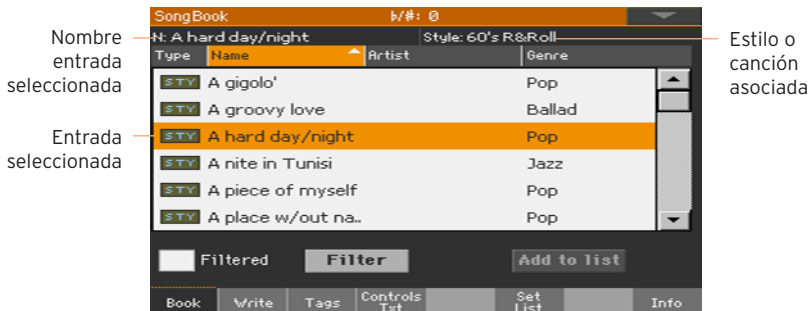 SongBook ♭/#: 0
N: A hard day/night Style: 60's R&Roll
Type Name Artist Genre
STY A gigolo' Pop
STY A groovy love Ballad
STY A hard day/night Pop
STY A nite in Tunisi Jazz
STY A piece of myself Pop
STY A place w/out na.. Pop
Filtered Filter Add to list
Book Write Tags Controls Txt Set List Info
Nombre
entrada
seleccionada
Entrada
seleccionada
Estilo o
canción
asociada